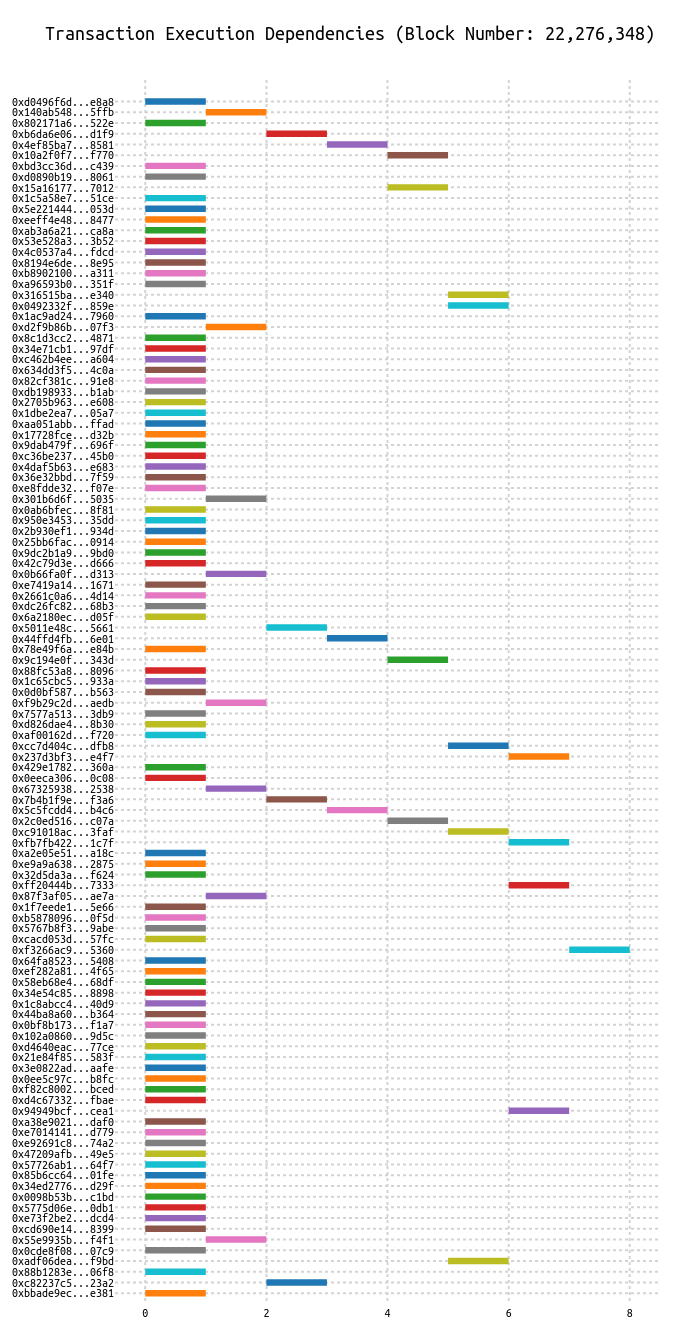 Transaction Execution Dependencies (Block Number: 22,276,348)
0xd0496f6d...e8a8
0x140ab548...5ffb
0x802171a6...522e
0xb6da6e06...d1f9
0x4ef85ba7...8581
0x10a2f0f7...f770
0xbd3cc36d...c439
0xd0890b19...8061
0x15a16177...7012
0x1c5a58e7...51ce
0x5e221444...053d
0xeeff4e48...8477
0xab3a6a21...ca8a
0x53e528a3...3b52
0x4c0537a4...fdcd
0x8194e6de...8e95
0xb8902100...a311
0xa96593b0...351f
0x316515ba...e340
0x0492332f...859e
0x1ac9ad24...7960
0xd2f9b86b...07f3
0x8c1d3cc2...4871
0x34e71cb1...97df
0xc462b4ee...a604
0x634dd3f5...4c0a
0x82cf381c...91e8
0xdb198933...b1ab
0x2705b963...e608
0x1dbe2ea7...05a7
0xaa051abb...ffad
0x17728fce...d32b
0x9dab479f...696f
0xc36be237...45b0
0x4daf5b63...e683
0x36e32bbd...7f59
0xe8fdde32...f07e
0x301b6d6f...5035
0x0ab6bfec...8f81
0x950e3453...35dd
0x2b930ef1...934d
0x25bb6fac...0914
0x9dc2b1a9...9bd0
0x42c79d3e...d666
0x0b66fa0f...d313
0xe7419a14...1671
0x2661c0a6...4d14
0xdc26fc82...68b3
0x6a2180ec...d05f
0x5011e48c...5661
0x44ffd4fb...6e01
0x78e49f6a...e84b
0x9c194e0f...343d
0x88fc53a8...8096
0x1c65cbc5...933a
0x0d0bf587...b563
0xf9b29c2d...aedb
0x7577a513...3db9
0xd826dae4...8b30
0xaf00162d...f720
0xcc7d404c...dfb8
0x237d3bf3...e4f7
0x429e1782...360a
0x0eeca306...0c08
0x67325938...2538
0x7b4b1f9e...f3a6
0x5c5fcdd4...b4c6
0x2c0ed516...c07a
0xc91018ac...3faf
0xfb7fb422...1c7f
0xa2e05e51...a18c
0xe9a9a638...2875
0x32d5da3a...f624
0xff20444b...7333
0x87f3af05...ae7a
0x1f7eede1...5e66
0xb5878096...0f5d
0x5767b8f3...9abe
0xcacd053d...57fc
0xf3266ac9...5360
0x64fa8523...5408
0xef282a81...4f65
0x58eb68e4...68df
0x34e54c85...8898
0x1c8abcc4...40d9
0x44ba8a60...b364
0x0bf8b173...f1a7
0x102a0860...9d5c
0xd4640eac...77ce
0x21e84f85...583f
0x3e0822ad...aafe
0x0ee5c97c...b8fc
0xf82c8002...bced
0xd4c67332...fbae
0x94949bcf...cea1
0xa38e9021...daf0
0xe7014141...d779
0xe92691c8...74a2
0x47209afb...49e5
0x57726ab1...64f7
0x85b6cc64...01fe
0x34ed2776...d29f
0x0098b53b...c1bd
0x5775d06e...0db1
0xe73f2be2...dcd4
0xcd690e14...8399
0x55e9935b...f4f1
0x0cde8f08...07c9
0xadf06dea...f9bd
0x88b1283e...06f8
0xc82237c5...23a2
0xbbade9ec...e381
0 2 4 6 8